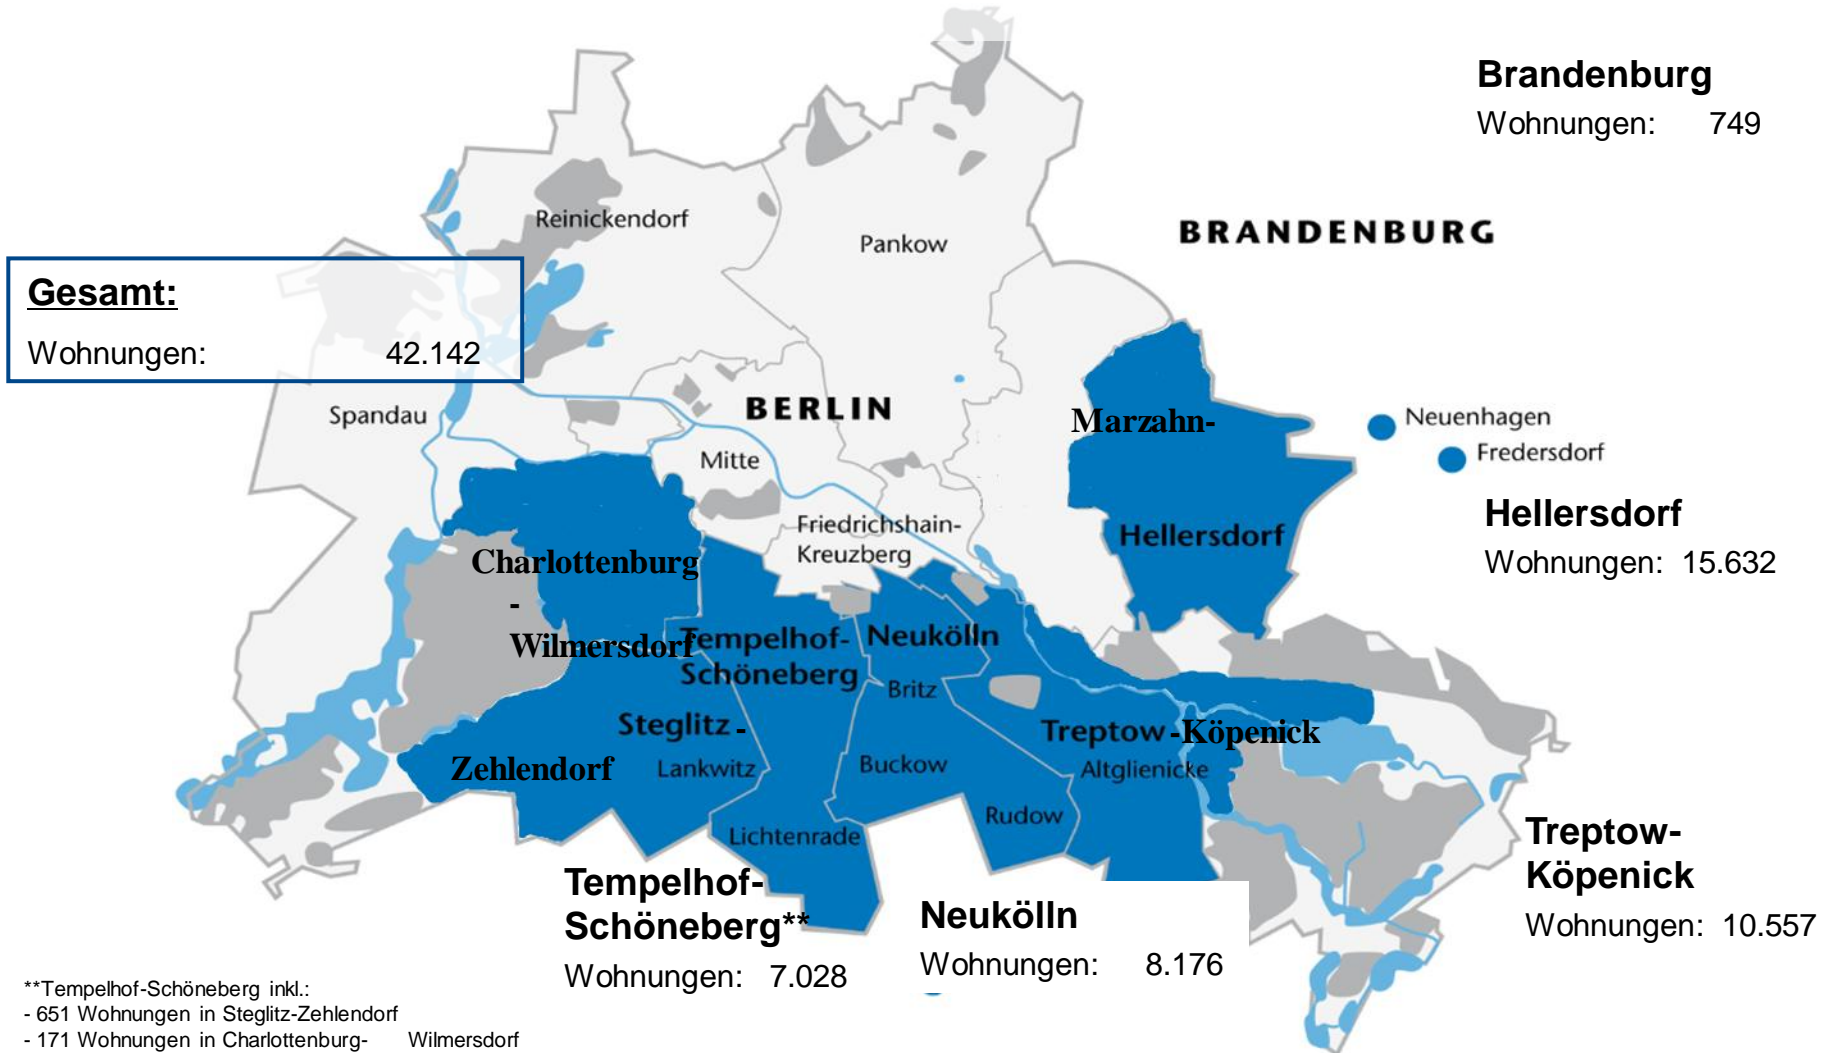 Brandenburg
Wohnungen: 749
Reinickendorf
Pankow
BRANDENBURG
Gesamt:
Wohnungen: 42.142
Spandau
BERLIN
Marzahn-
Neuenhagen
Fredersdorf
Mitte
Hellersdorf
Wohnungen: 15.632
Friedrichshain-
Kreuzberg
Hellersdorf
Charlottenburg
-
Wilmersdorf
Tempelhof-
Schöneberg
Neukölln
Britz
Steglitz -
Treptow -Köpenick
Zehlendorf
Lankwitz
Buckow
Altglienicke
Rudow
Lichtenrade
Treptow-
Köpenick
Wohnungen: 10.557
Tempelhof-
Schöneberg**
Wohnungen: 7.028
Neukölln
Wohnungen: 8.176
**Tempelhof-Schöneberg inkl.:
- 651 Wohnungen in Steglitz-Zehlendorf
- 171 Wohnungen in Charlottenburg- Wilmersdorf